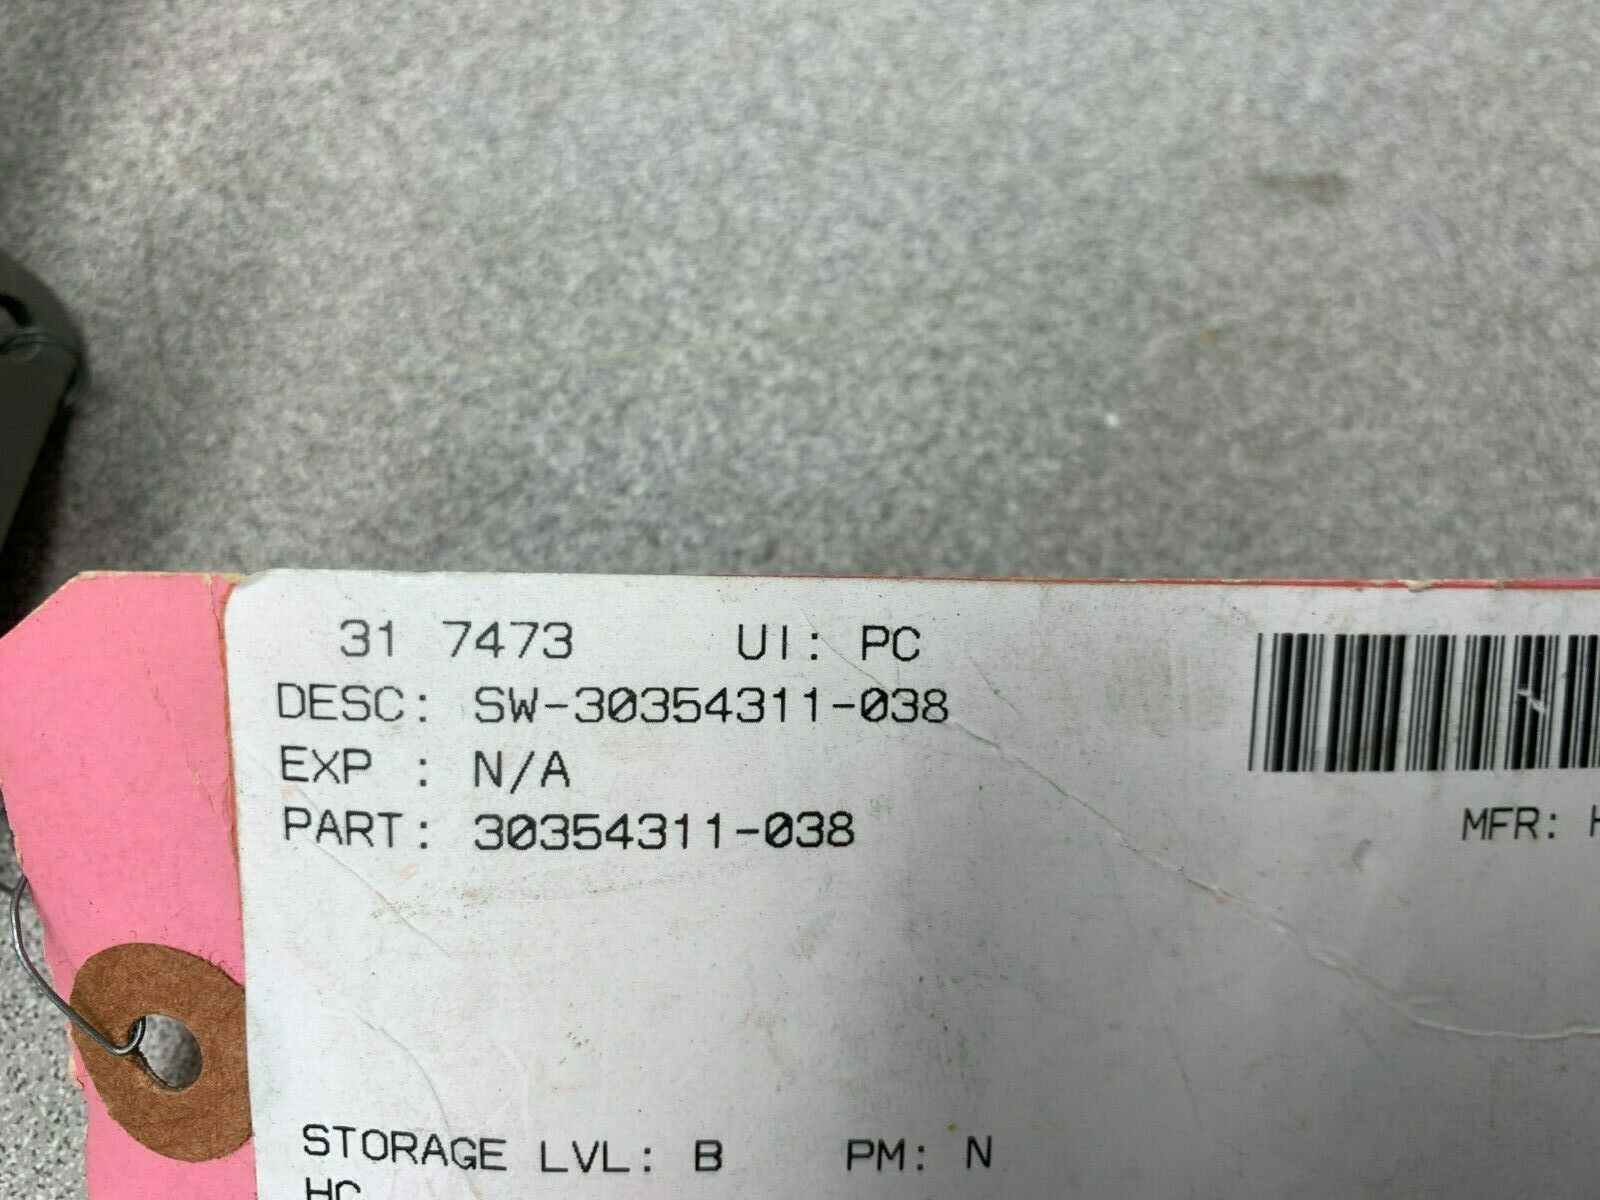 31 7473 UI: PC
DESC: SW-30354311-038
EXP : N/A
PART: 30354311-038
MFR:
STORAGE LVL: B PM: N